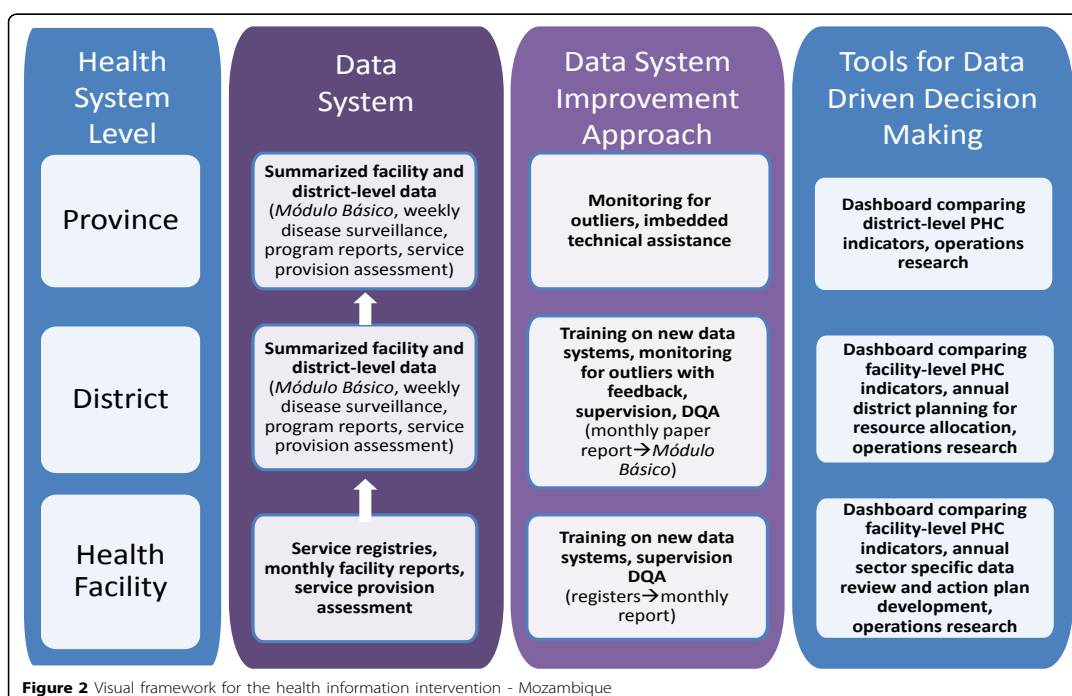 Health
System
Level
Province
District
Health
Facility
Data
System
Summarized facility and
district-level data
(Módulo Básico, weekly
disease surveillance,
program reports, service
provision assessment)
Summarized facility and
district-level data
(Módulo Básico, weekly
disease surveillance,
program reports, service
provision assessment)
Service registries,
monthly facility reports,
service provision
assessment
Data System
Improvement
Approach
Monitoring for
outliers, imbedded
technical assistance
Training on new data
systems, monitoring
for outliers with
feedback,
supervision, DQA
(monthly paper
report→Módulo
Básico)
Training on new data
systems, supervision
DQA
(registers→monthly
report)
Tools for Data
Driven Decision
Making
Dashboard comparing
district-level PHC
indicators, operations
research
Dashboard comparing
facility-level PHC
indicators, annual
district planning for
resource allocation,
operations research
Dashboard comparing
facility-level PHC
indicators, annual
sector specific data
review and action plan
development,
operations research
Figure 2 Visual framework for the health information intervention - Mozambique